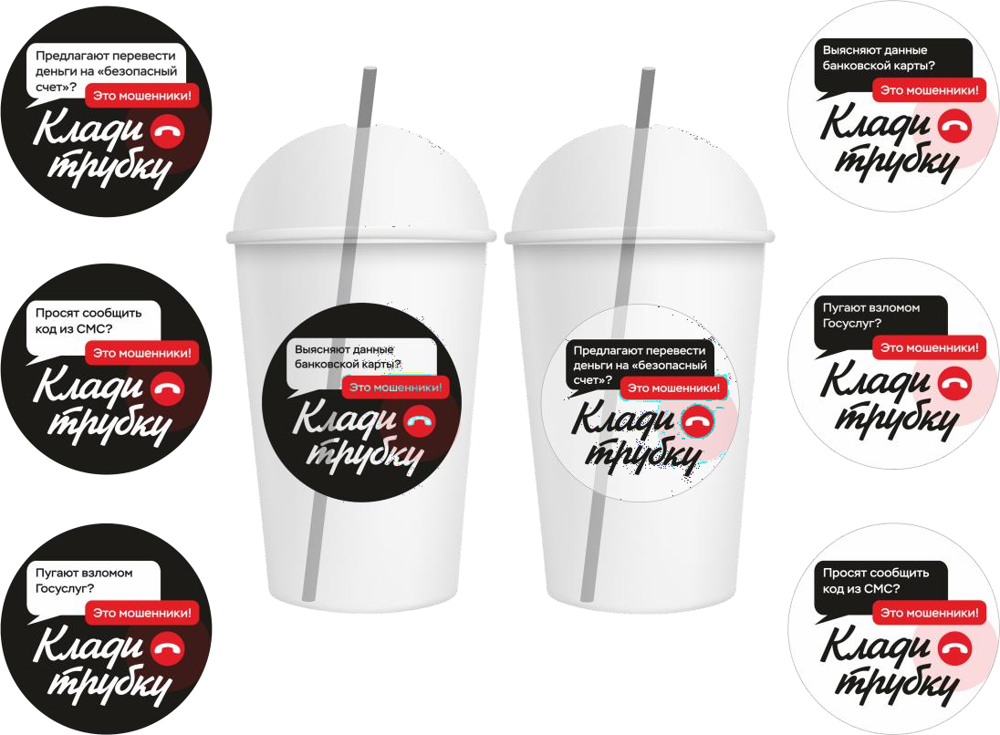 Предлагают перевести
деньги на «безопасный
счет»?
Это мошенники!
Клади
трубку
Просят сообщить
код из СМС?
Это мошенники!
Клади
трубку
Пугают взломом
Госуслуг?
Это мошенники!
Клади
трубку
Выясняют данные
банковской карты?
Это мошенники!
Клади
трубку
Предлагают перевести
деньги на «безопасный
счет»?
Это мошенники!
Клади
трубку
Выясняют данные
банковской карты?
Это мошенники!
Клади
трубку
Пугают взломом
Госуслуг?
Это мошенники!
Клади
трубку
Просят сообщить
код из СМС?
Это мошенники!
Клади
трубку